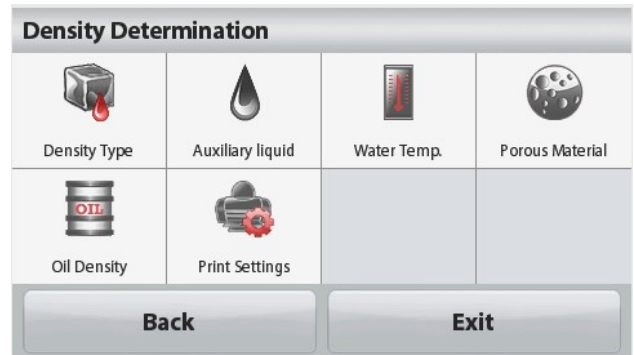 Density Determination
Density Type Auxiliary liquid Water Temp. Porous Material
OIL
Oil Density Print Settings
Back Exit